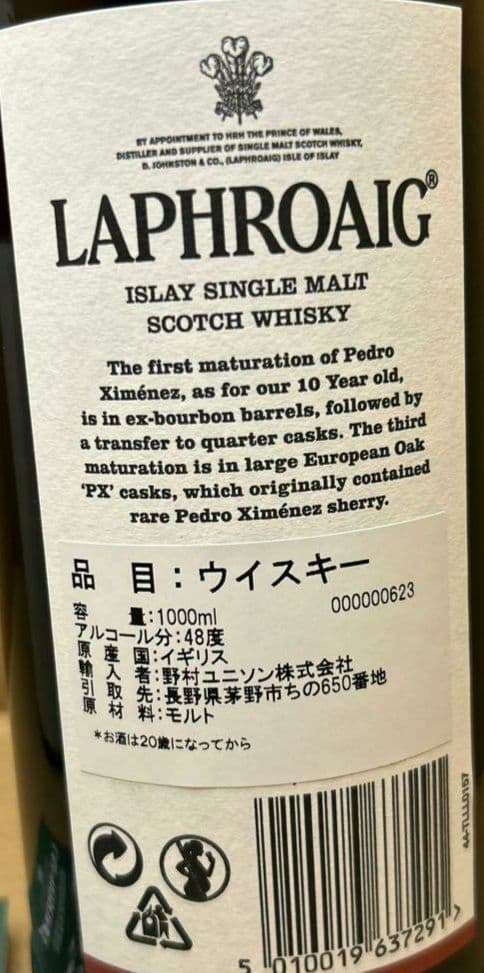 BY APPOINTMENT TO HRH THE PRINCE OF WALES,
DISTILLER AND SUPPLIER OF SINGLE MALT SCOTCH WHISKY,
D. JOHNSTON & CO., (LAPHROAIG) ISLE OF ISLAY
LAPHROAIG®
ISLAY SINGLE MALT
SCOTCH WHISKY
The first maturation of Pedro
Ximénez, as for our 10 Year old,
is in ex-bourbon barrels, followed by
a transfer to quarter casks. The third
maturation is in large European Oak
‘PX’ casks, which originally contained
rare Pedro Ximénez sherry.
品目:ウイスキー
000000623
容量:1000ml
アルコール分:48度
原産国:イギリス
輸入者:野村ユニソン株式会社
引取先:長野県茅野市ちの650番地
原材料:モルト
*お酒は20歳になってから
44-TLLL0157
5 010019 637291 >